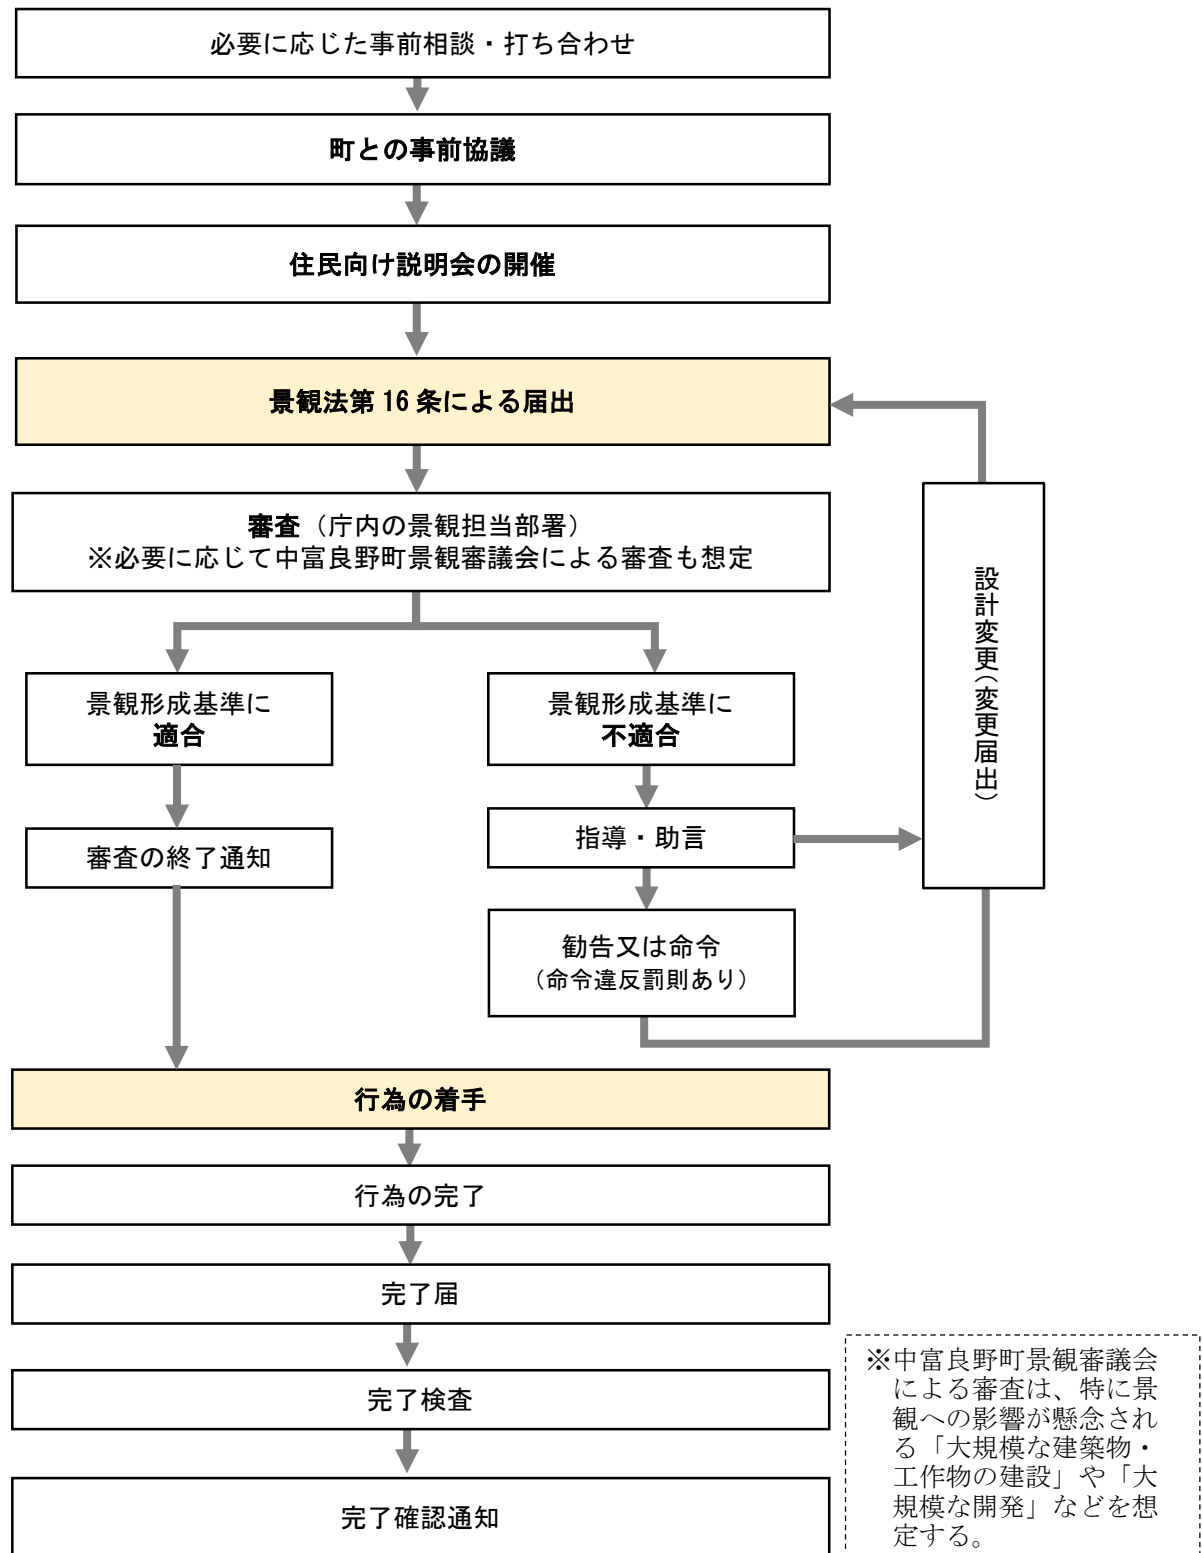 必要に応じた事前相談・打ち合わせ
町との事前協議
住民向け説明会の開催
景観法第 16 条による届出
審査（庁内の景観担当部署）
※必要に応じて中富良野町景観審議会による審査も想定
景観形成基準に
適合
景観形成基準に
不適合
設計変更（変更届出）
審査の終了通知
指導・助言
勧告又は命令
（命令違反罰則あり）
行為の着手
行為の完了
完了届
完了検査
完了確認通知
※中富良野町景観審議会
による審査は、特に景
観への影響が懸念され
る「大規模な建築物・
工作物の建設」や「大
規模な開発」などを想
定する。